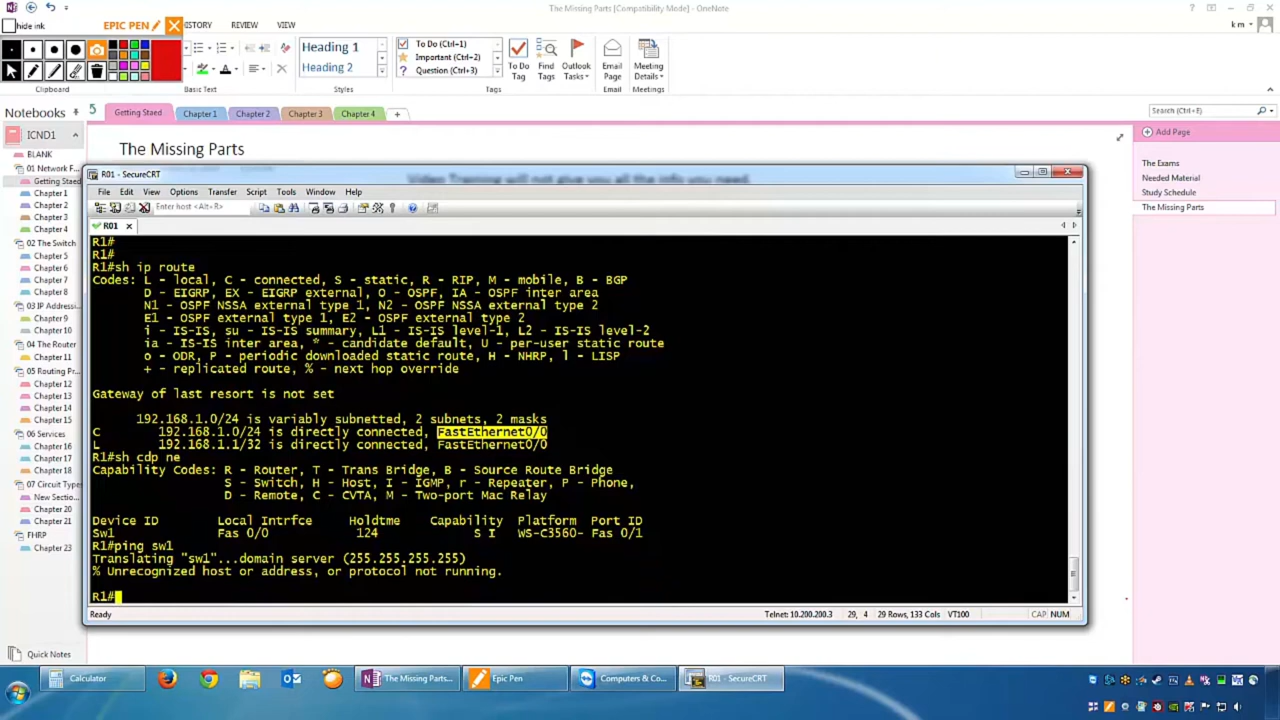 The Missing Parts [Compatibility Mode] - OneNote
hide ink
EPIC PEN
HISTORY REVIEW VIEW
k m
Heading 1
Heading 2
To Do (Ctrl+1)
Important (Ctrl+2)
Question (Ctrl+3)
To Do
Tag
Find
Tags
Outlook
Tasks
Email
Page
Meeting
Details
Clipboard
Basic Text
Styles
Tags
Email
Meetings
Notebooks
Getting Staed
Chapter 1
Chapter 2
Chapter 3
Chapter 4
Search (Ctrl+E)
ICND1
BLANK
01 Network F...
Getting Staed
Chapter 1
Chapter 2
Chapter 3
Chapter 4
02 The Switch
Chapter 5
Chapter 6
Chapter 7
Chapter 8
03 IP Addressi...
Chapter 9
Chapter 10
04 The Router
Chapter 11
05 Routing Pr...
Chapter 12
Chapter 13
Chapter 14
Chapter 15
06 Services
Chapter 17
Chapter 18
07 Circuit Types
New Sectio...
Chapter 20
Chapter 21
FHRP
Chapter 23
Quick Notes
The Missing Parts
Video Training will not give you all the info you need.
Add Page
The Exams
Needed Material
Study Schedule
The Missing Parts
R01 - SecureCRT
File Edit View Options Transfer Script Tools Window Help
Enter host <Alt+R>
R01
R1#
R1#
R1#sh ip route
Codes: L - local, C - connected, S - static, R - RIP, M - mobile, B - BGP
D - EIGRP, EX - EIGRP external, O - OSPF, IA - OSPF inter area
N1 - OSPF NSSA external type 1, N2 - OSPF NSSA external type 2
E1 - OSPF external type 1, E2 - OSPF external type 2
i - IS-IS, su - IS-IS summary, L1 - IS-IS level-1, L2 - IS-IS level-2
ia - IS-IS inter area, * - candidate default, U - per-user static route
o - ODR, P - periodic downloaded static route, H - NHRP, l - LISP
+ - replicated route, % - next hop override
Gateway of last resort is not set
192.168.1.0/24 is variably subnetted, 2 subnets, 2 masks
C 192.168.1.0/24 is directly connected, FastEthernet0/0
L 192.168.1.1/32 is directly connected, FastEthernet0/0
R1#sh cdp ne
Capability Codes: R - Router, T - Trans Bridge, B - Source Route Bridge
S - Switch, H - Host, I - IGMP, r - Repeater, P - Phone,
D - Remote, C - CVTA, M - Two-port Mac Relay
Device ID Local Intrfce Holdtme Capability Platform Port ID
Sw1 Fas 0/0 124 S I WS-C3560- Fas 0/1
R1#ping sw1
Translating "sw1"...domain server (255.255.255.255)
% Unrecognized host or address, or protocol not running.
R1#
Ready
Telnet: 10.200.200.3 29, 4 29 Rows, 133 Cols VT100 CAP NUM
Calculator
The Missing Parts...
Epic Pen
Computers & Co...
R01 - SecureCRT